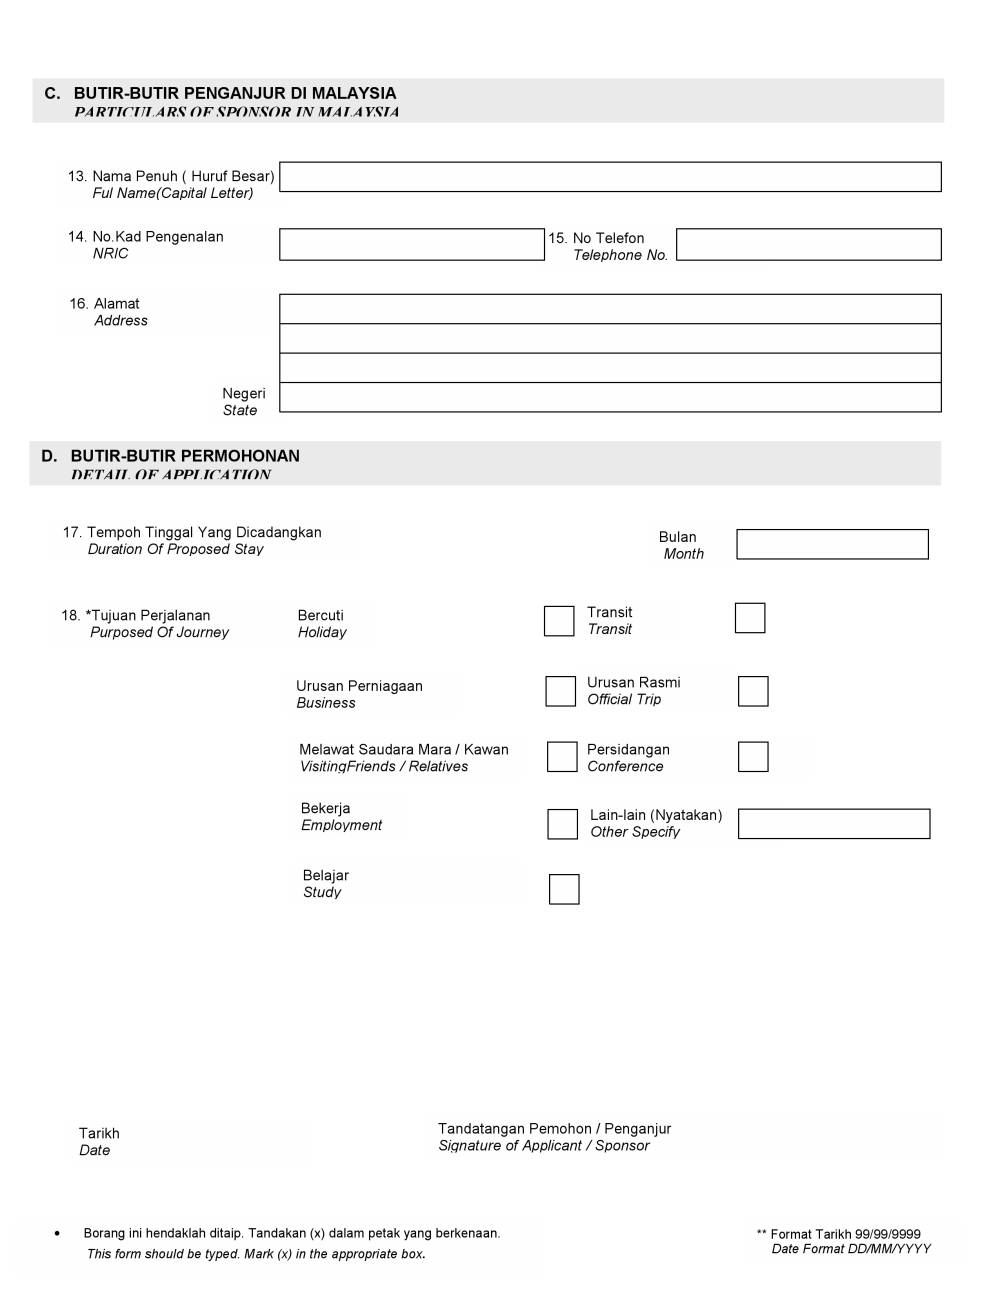 C. BUTIR-BUTIR PENGANJUR DI MALAYSIA
PARTICULARS OF SPONSOR IN MALAYSIA
13. Nama Penuh ( Huruf Besar)
Ful Name(Capital Letter)
14. No.Kad Pengenalan
NRIC
15. No Telefon
Telephone No.
16. Alamat
Address
Negeri
State
D. BUTIR-BUTIR PERMOHONAN
DETAIL OF APPLICATION
17. Tempoh Tinggal Yang Dicadangkan
Duration Of Proposed Stay
Bulan
Month
18. *Tujuan Perjalanan
Purposed Of Journey
Bercuti
Holiday
Transit
Transit
Urusan Perniagaan
Business
Urusan Rasmi
Official Trip
Melawat Saudara Mara / Kawan
VisitingFriends / Relatives
Persidangan
Conference
Bekerja
Employment
Lain-lain (Nyatakan)
Other Specify
Belajar
Study
Tarikh
Date
Tandatangan Pemohon / Penganjur
Signature of Applicant / Sponsor
• Borang ini hendaklah ditaip. Tandakan (x) dalam petak yang berkenaan.
This form should be typed. Mark (x) in the appropriate box.
** Format Tarikh 99/99/9999
Date Format DD/MM/YYYY